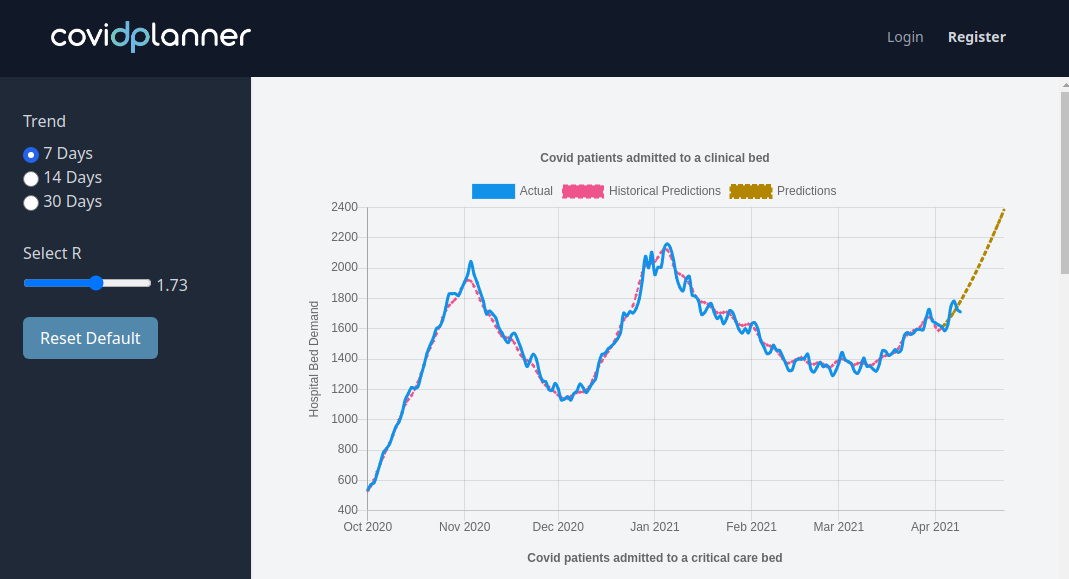 covidplanner
Login Register
Trend
7 Days
14 Days
30 Days
Select R
1.73
Reset Default
Covid patients admitted to a clinical bed
Actual Historical Predictions Predictions
Hospital Bed Demand
2400
2200
2000
1800
1600
1400
1200
1000
800
600
400
Oct 2020 Nov 2020 Dec 2020 Jan 2021 Feb 2021 Mar 2021 Apr 2021
Covid patients admitted to a critical care bed